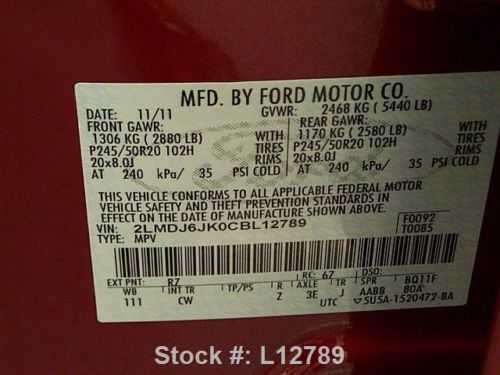 MFD. BY FORD MOTOR CO.
DATE: 11/11 GVWR: 2468 KG ( 5440 LB)
FRONT GAWR: REAR GAWR:
1306 KG ( 2880 LB) WITH 1170 KG ( 2580 LB) WITH
P245/50R20 102H TIRES P245/50R20 102H TIRES
20x8.0J RIMS 20x8.0J RIMS
AT 240 kPa/ 35 PSI COLD AT 240 kPa/ 35 PSI COLD
THIS VEHICLE CONFORMS TO ALL APPLICABLE FEDERAL MOTOR
VEHICLE SAFETY AND THEFT PREVENTION STANDARDS IN
EFFECT ON THE DATE OF MANUFACTURE SHOWN ABOVE.
VIN: 2LMDJ6JK0CBL12789 F0092
TYPE: MPV T0085
EXT PNT: RZ RC: 67 DSO:
WB INT TR TP/PS R AXLE TR SPR BQ11F
111 CW Z 3E J AABB 80A
UTC 5U5A-1520472-BA
Stock #: L12789